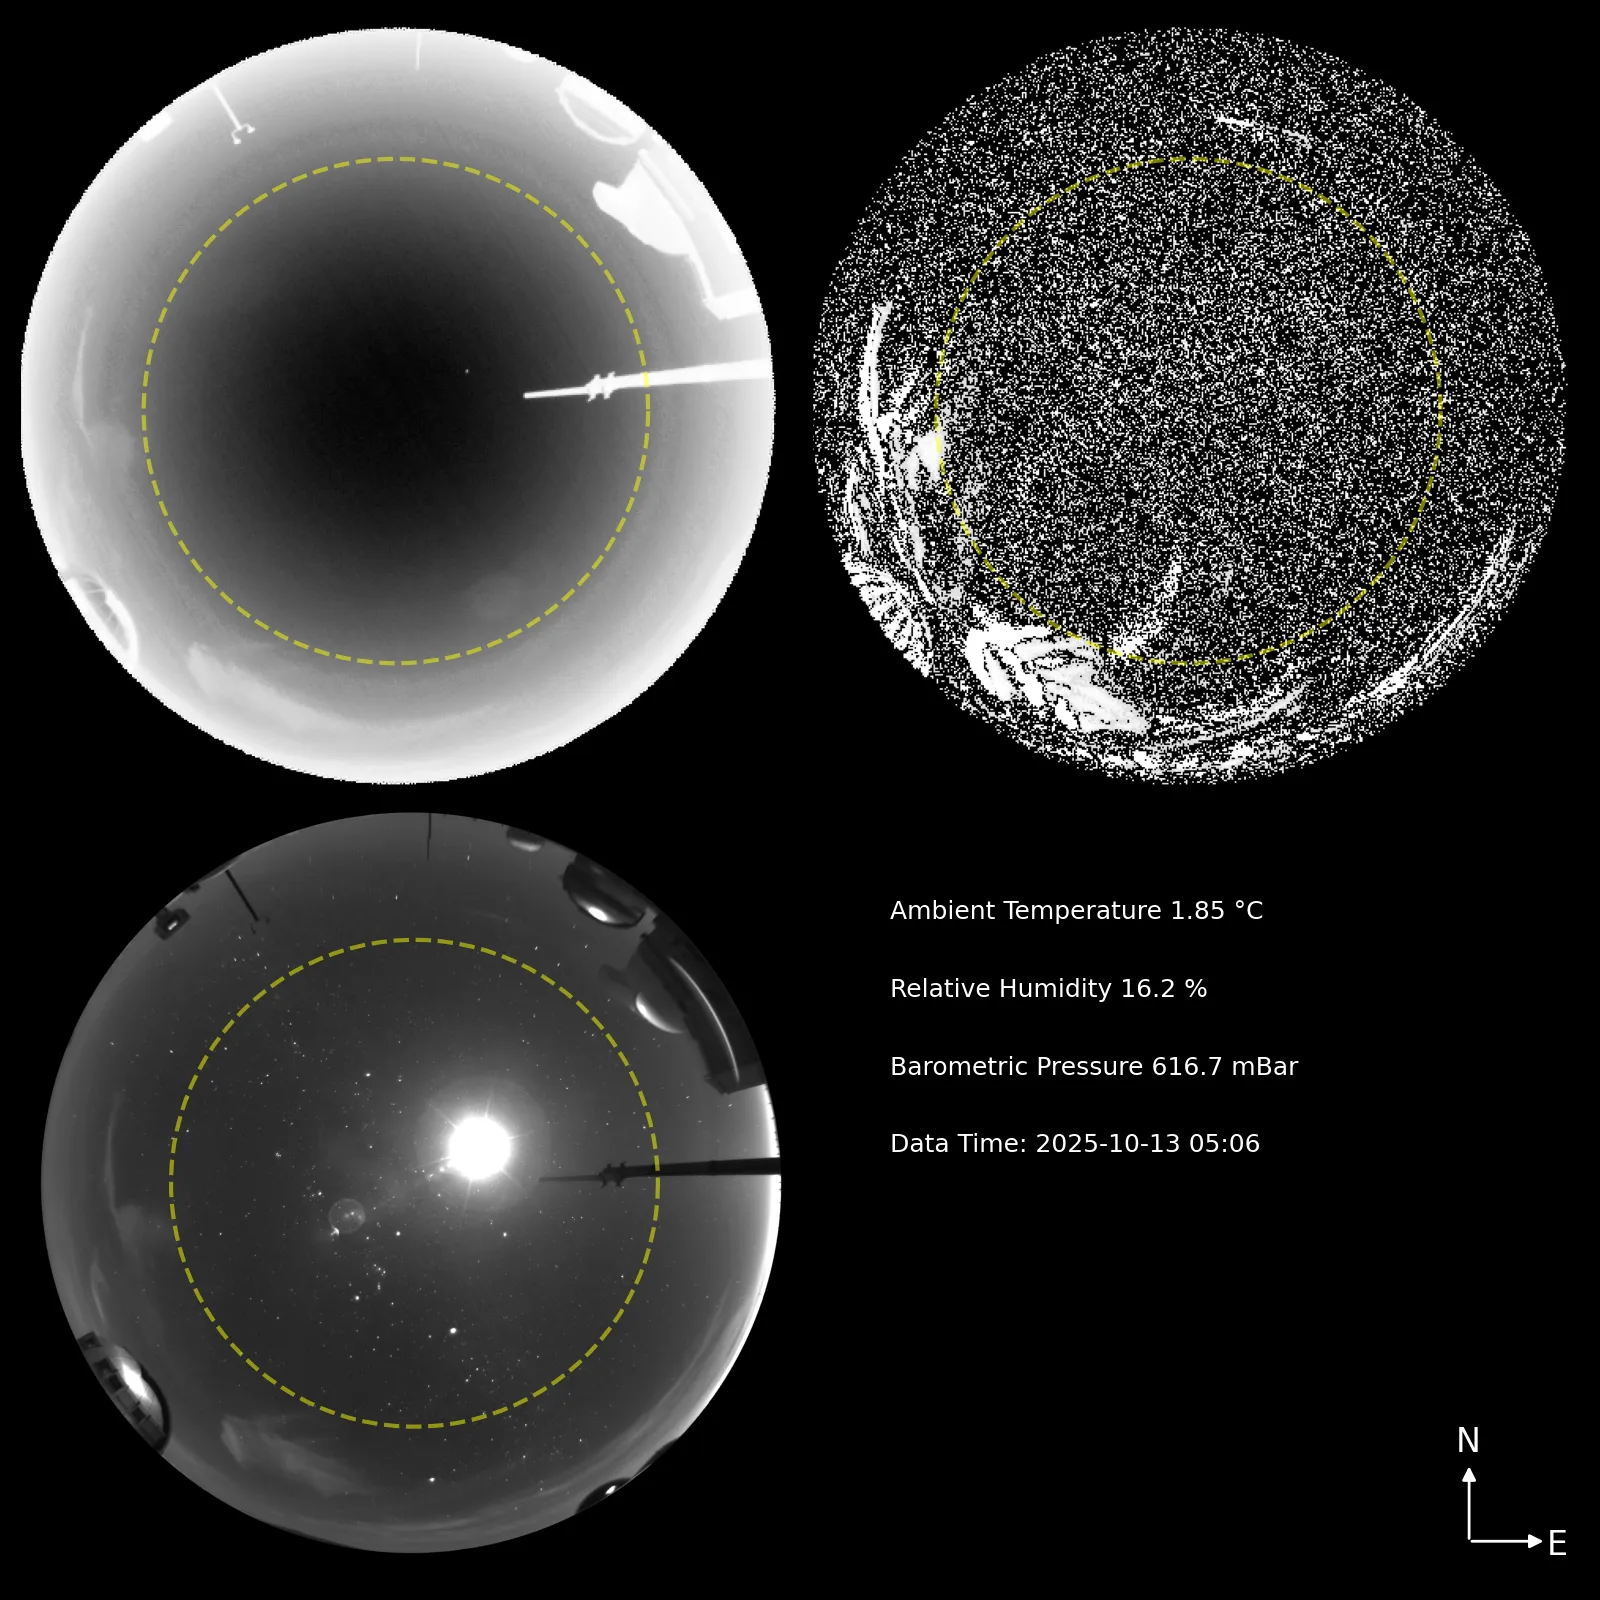 Ambient Temperature 1.85 °C
Relative Humidity 16.2 %
Barometric Pressure 616.7 mBar
Data Time: 2025-10-13 05:06
N
E